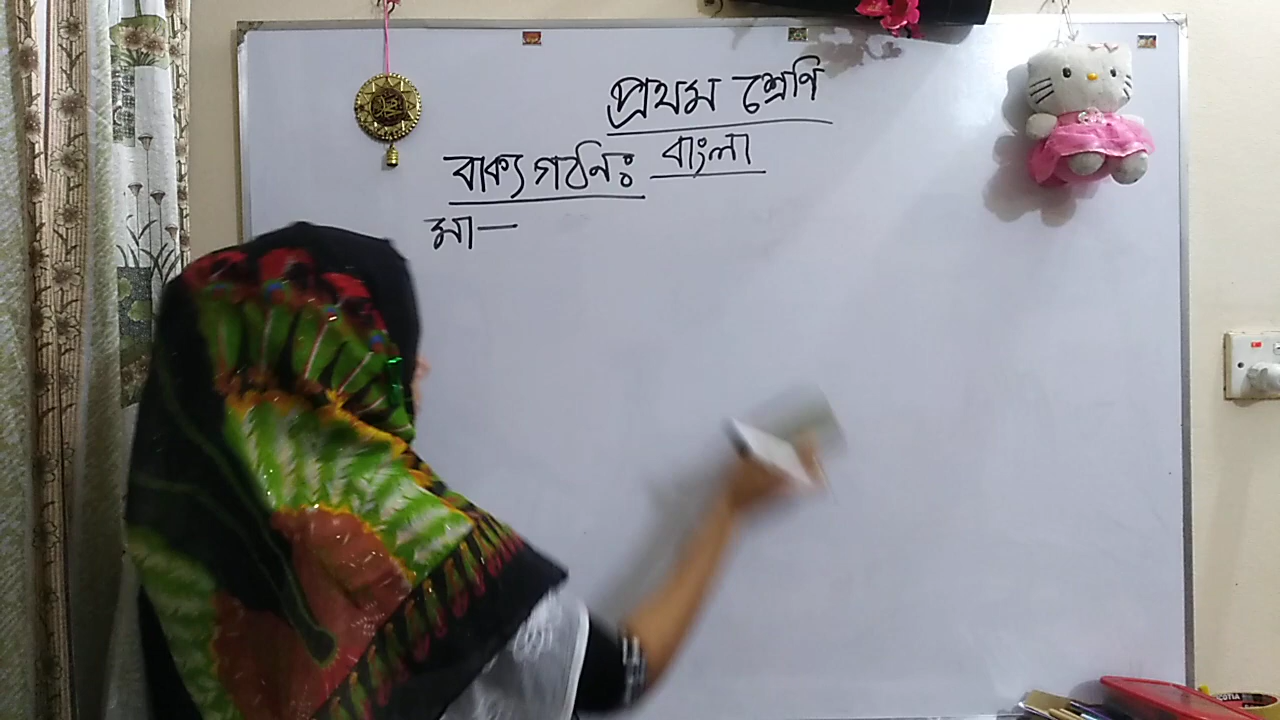 প্রথম শ্রেণি
বাংলা
বাক্য গঠনঃ
মা—